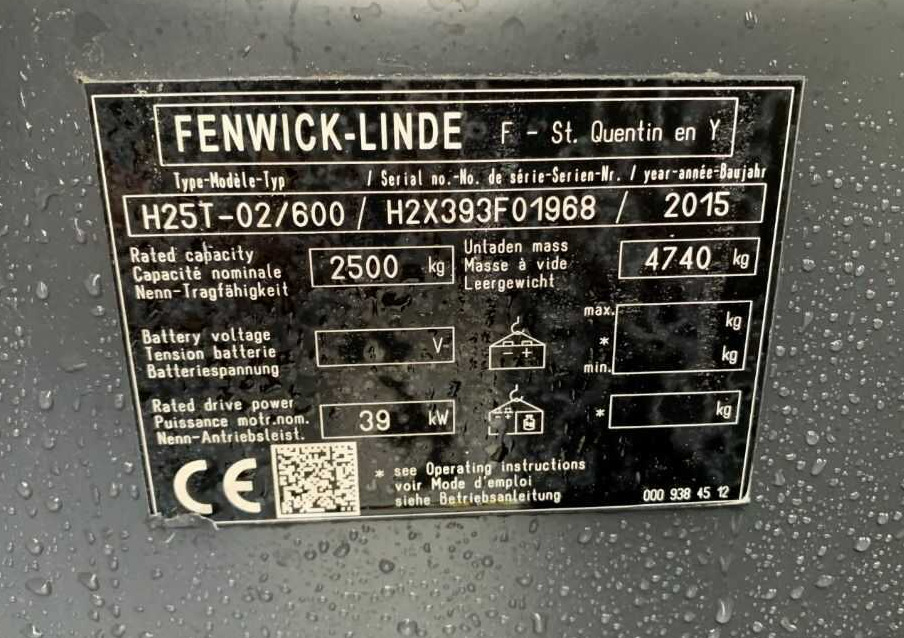 FENWICK-LINDE F - St. Quentin en Y
Type-Modèle-Typ / Serial no.-No. de série-Serien-Nr. / year-année-Baujahr
H25T-02/600 / H2X393F01968 / 2015
Rated capacity
Capacité nominale
Nenn-Tragfähigkeit
2500 kg
Unladen mass
Masse à vide
Leergewicht
4740 kg
Battery voltage
Tension batterie
Batteriespannung
V
- +
max. kg
*
min. kg
Rated drive power
Puissance motr.nom.
Nenn-Antriebsleist.
39 kW
* kg
CE
* see Operating instructions
voir Mode d'emploi
siehe Betriebsanleitung
000 938 45 12